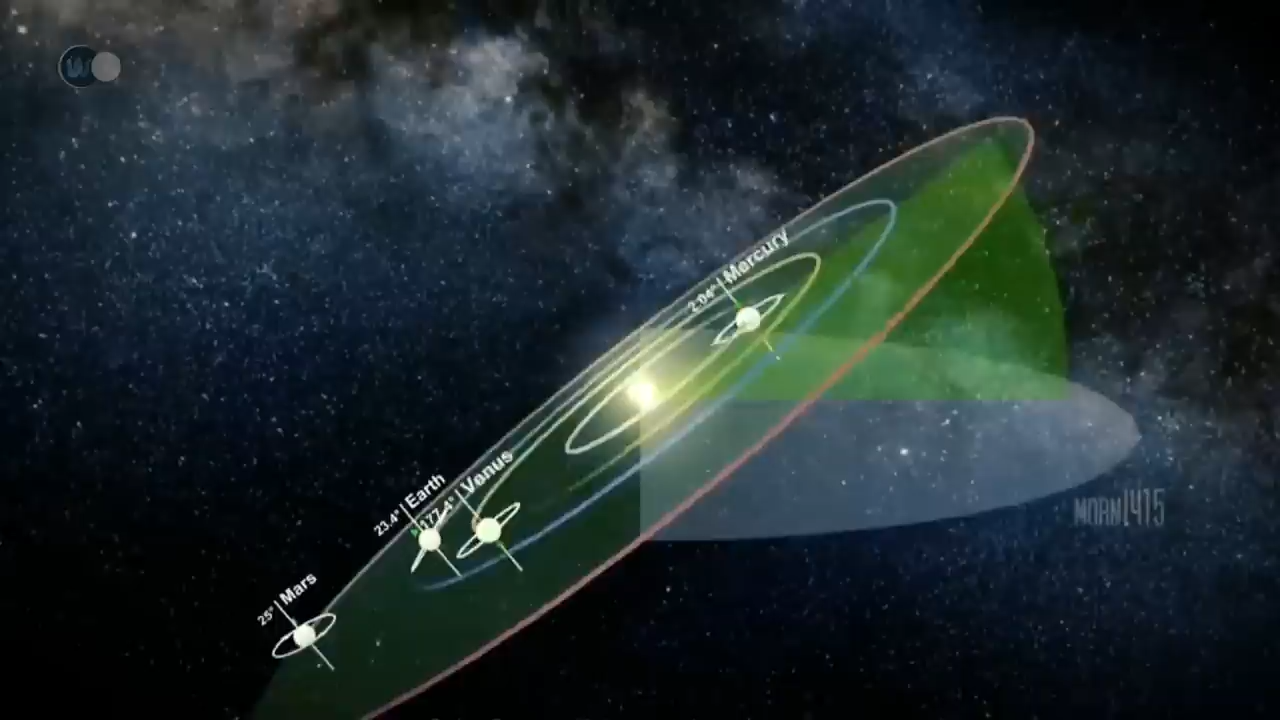 W
2.04° | Mercury
23.4° | Earth
177.4° | Venus
25° | Mars
MORN1415